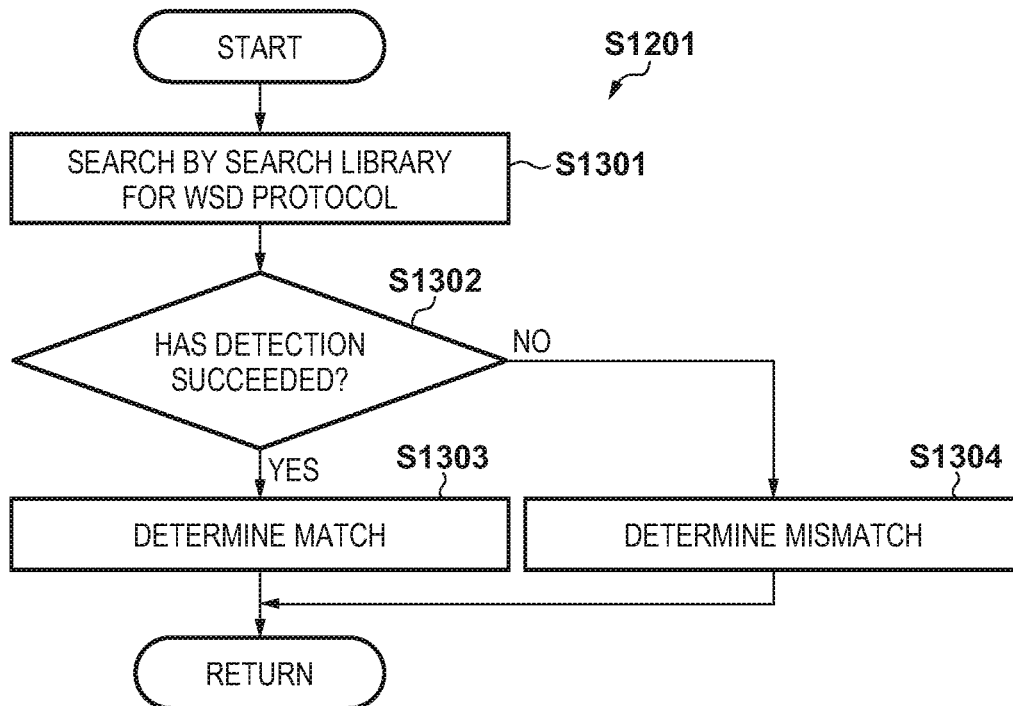 START
S1201
SEARCH BY SEARCH LIBRARY
FOR WSD PROTOCOL
S1301
S1302
HAS DETECTION
SUCCEEDED?
NO
YES
S1303
S1304
DETERMINE MATCH
DETERMINE MISMATCH
RETURN